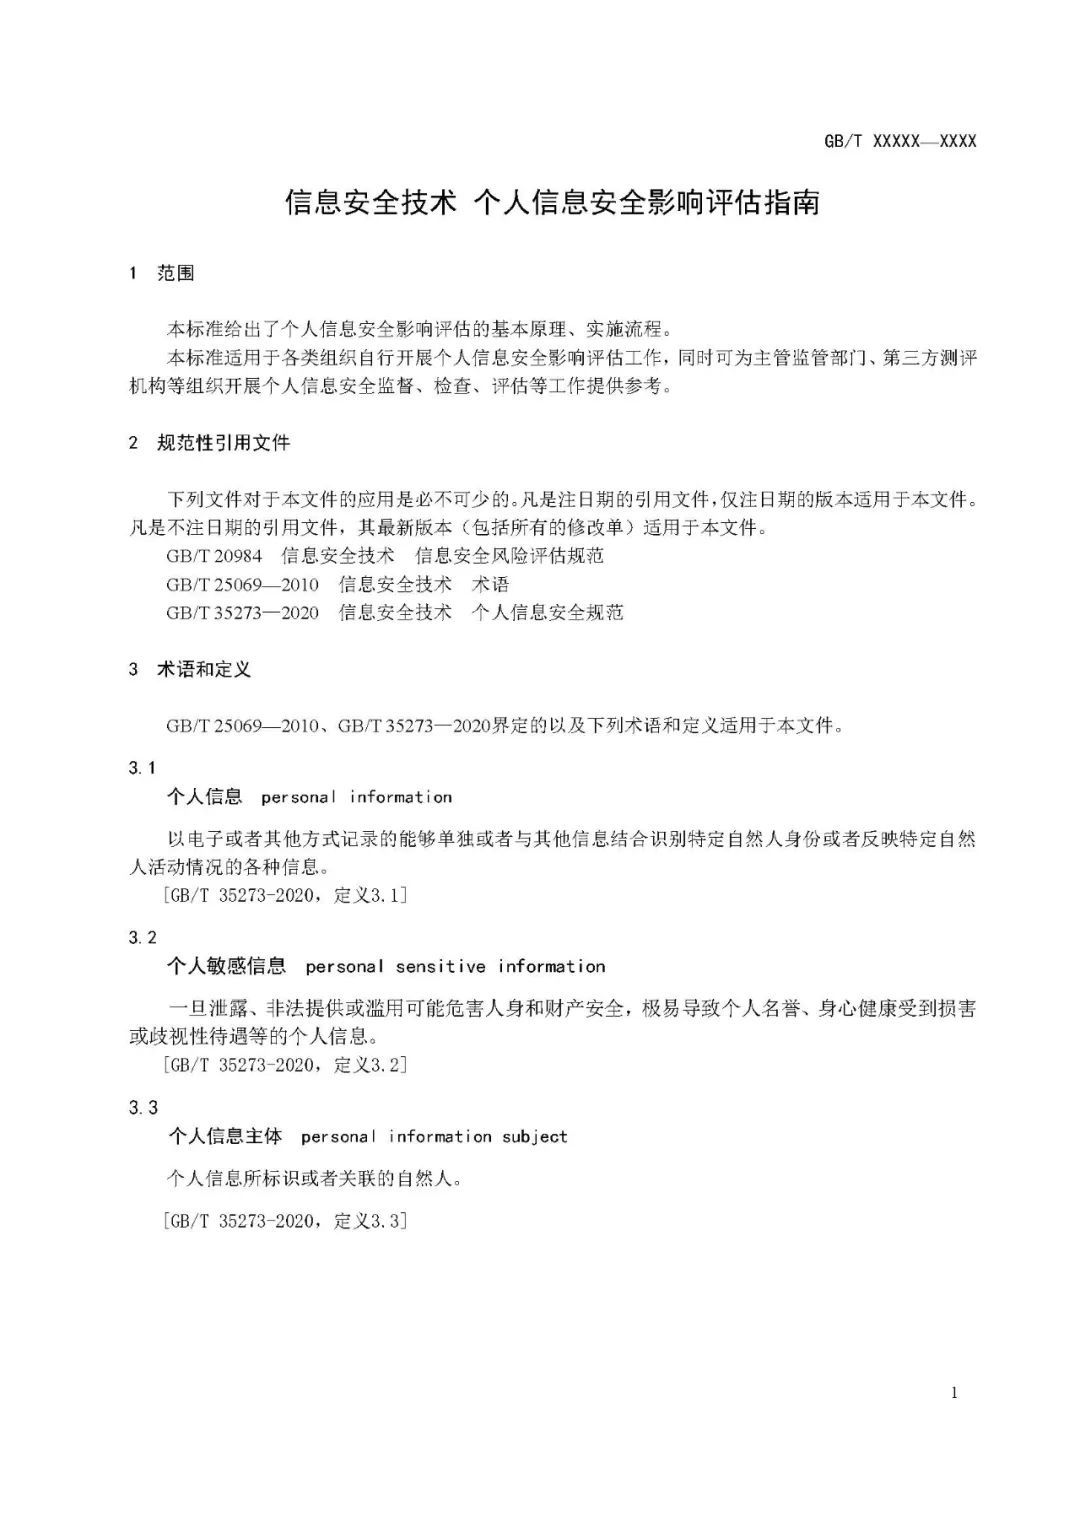 GB/T XXXXX—XXXX
信息安全技术 个人信息安全影响评估指南
1 范围
本标准给出了个人信息安全影响评估的基本原理、实施流程。
本标准适用于各类组织自行开展个人信息安全影响评估工作，同时可为主管监管部门、第三方测评
机构等组织开展个人信息安全监督、检查、评估等工作提供参考。
2 规范性引用文件
下列文件对于本文件的应用是必不可少的。凡是注日期的引用文件，仅注日期的版本适用于本文件。
凡是不注日期的引用文件，其最新版本（包括所有的修改单）适用于本文件。
GB/T 20984 信息安全技术 信息安全风险评估规范
GB/T 25069—2010 信息安全技术 术语
GB/T 35273—2020 信息安全技术 个人信息安全规范
3 术语和定义
GB/T 25069—2010、GB/T 35273—2020界定的以及下列术语和定义适用于本文件。
3.1
个人信息 personal information
以电子或者其他方式记录的能够单独或者与其他信息结合识别特定自然人身份或者反映特定自然
人活动情况的各种信息。
[GB/T 35273-2020，定义3.1]
3.2
个人敏感信息 personal sensitive information
一旦泄露、非法提供或滥用可能危害人身和财产安全，极易导致个人名誉、身心健康受到损害
或歧视性待遇等的个人信息。
[GB/T 35273-2020，定义3.2]
3.3
个人信息主体 personal information subject
个人信息所标识或者关联的自然人。
[GB/T 35273-2020，定义3.3]
1